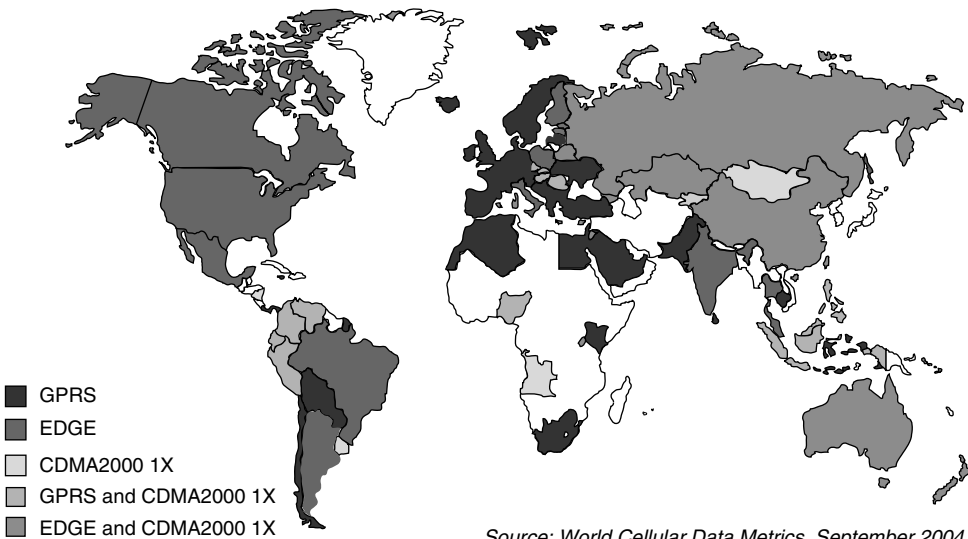 GPRS
EDGE
CDMA2000 1X
GPRS and CDMA2000 1X
EDGE and CDMA2000 1X
Source: World Cellular Data Metrics, September 2004